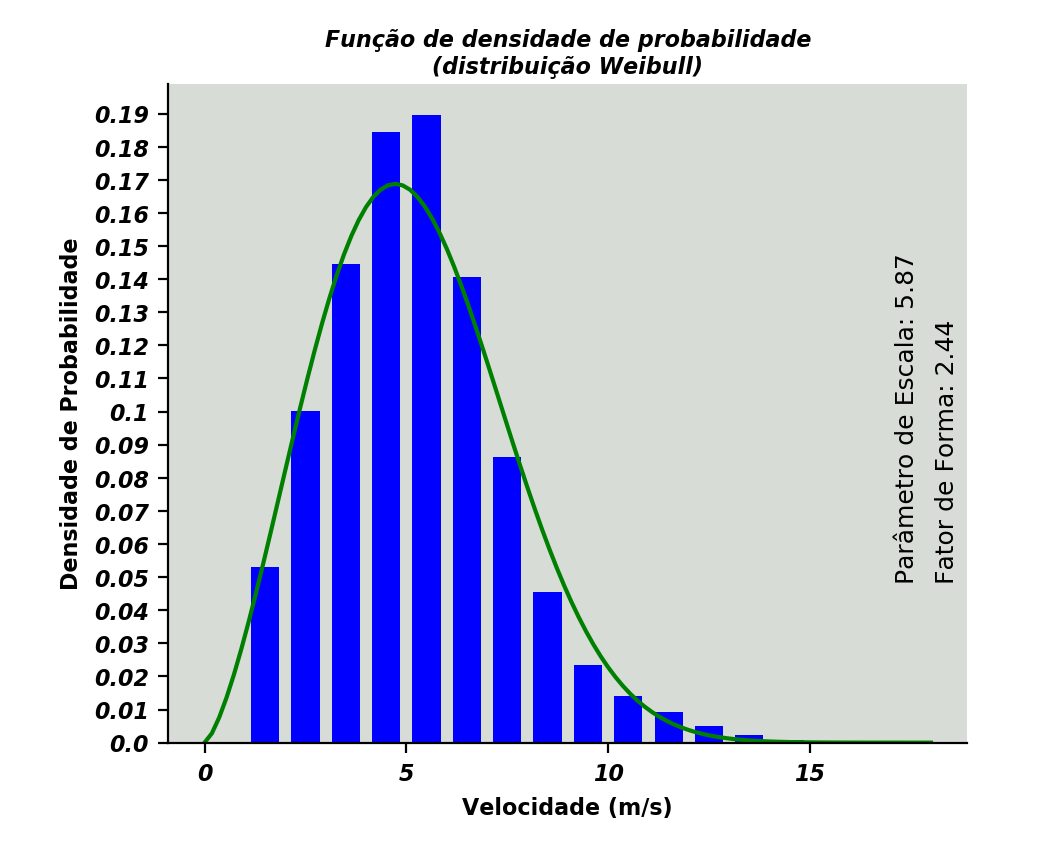 Função de densidade de probabilidade
(distribuição Weibull)
Densidade de Probabilidade
0.19
0.18
0.17
0.16
0.15
0.14
0.13
0.12
0.11
0.1
0.09
0.08
0.07
0.06
0.05
0.04
0.03
0.02
0.01
0.0
Parâmetro de Escala: 5.87
Fator de Forma: 2.44
0 5 10 15
Velocidade (m/s)